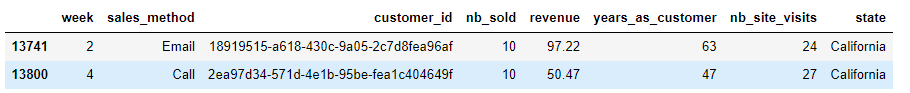 week sales_method customer_id nb_sold revenue years_as_customer nb_site_visits state
13741 2 Email 18919515-a618-430c-9a05-2c7d8fea96af 10 97.22 63 24 California
13800 4 Call 2ea97d34-571d-4e1b-95be-fea1c404649f 10 50.47 47 27 California